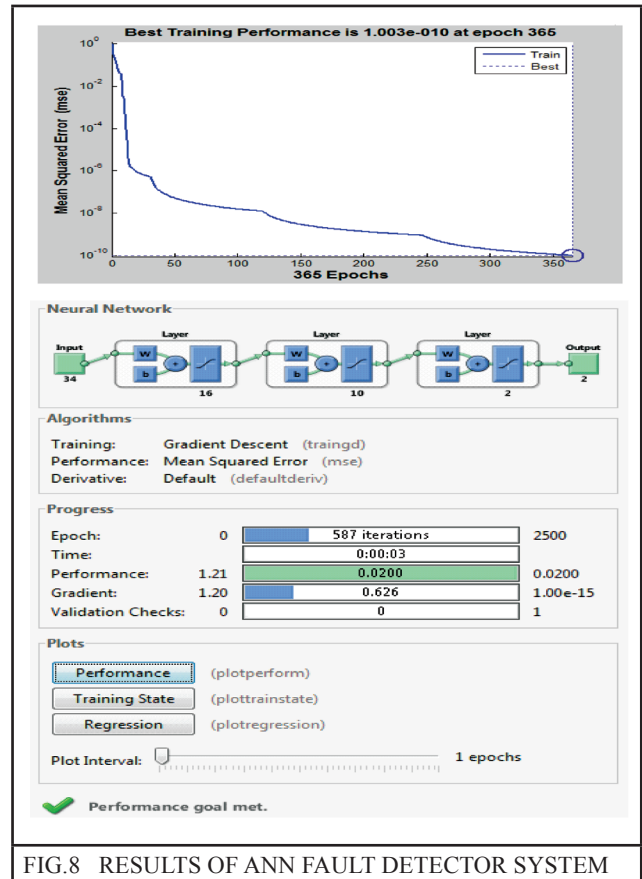 Best Training Performance is 1.003e-010 at epoch 365
Train
Best
Mean Squared Error (mse)
10^0
10^-2
10^-4
10^-6
10^-8
10^-10
0 50 100 150 200 250 300 350
365 Epochs
Neural Network
Input Layer Layer Layer Output
W W W
+ + +
b b b
34 16 10 2 2
Algorithms
Training: Gradient Descent (traingd)
Performance: Mean Squared Error (mse)
Derivative: Default (defaultderiv)
Progress
Epoch: 0 587 iterations 2500
Time: 0:00:03
Performance: 1.21 0.0200 0.0200
Gradient: 1.20 0.626 1.00e-15
Validation Checks: 0 0 1
Plots
Performance (plotperform)
Training State (plottrainstate)
Regression (plotregression)
Plot Interval: 1 epochs
Performance goal met.
FIG.8 RESULTS OF ANN FAULT DETECTOR SYSTEM